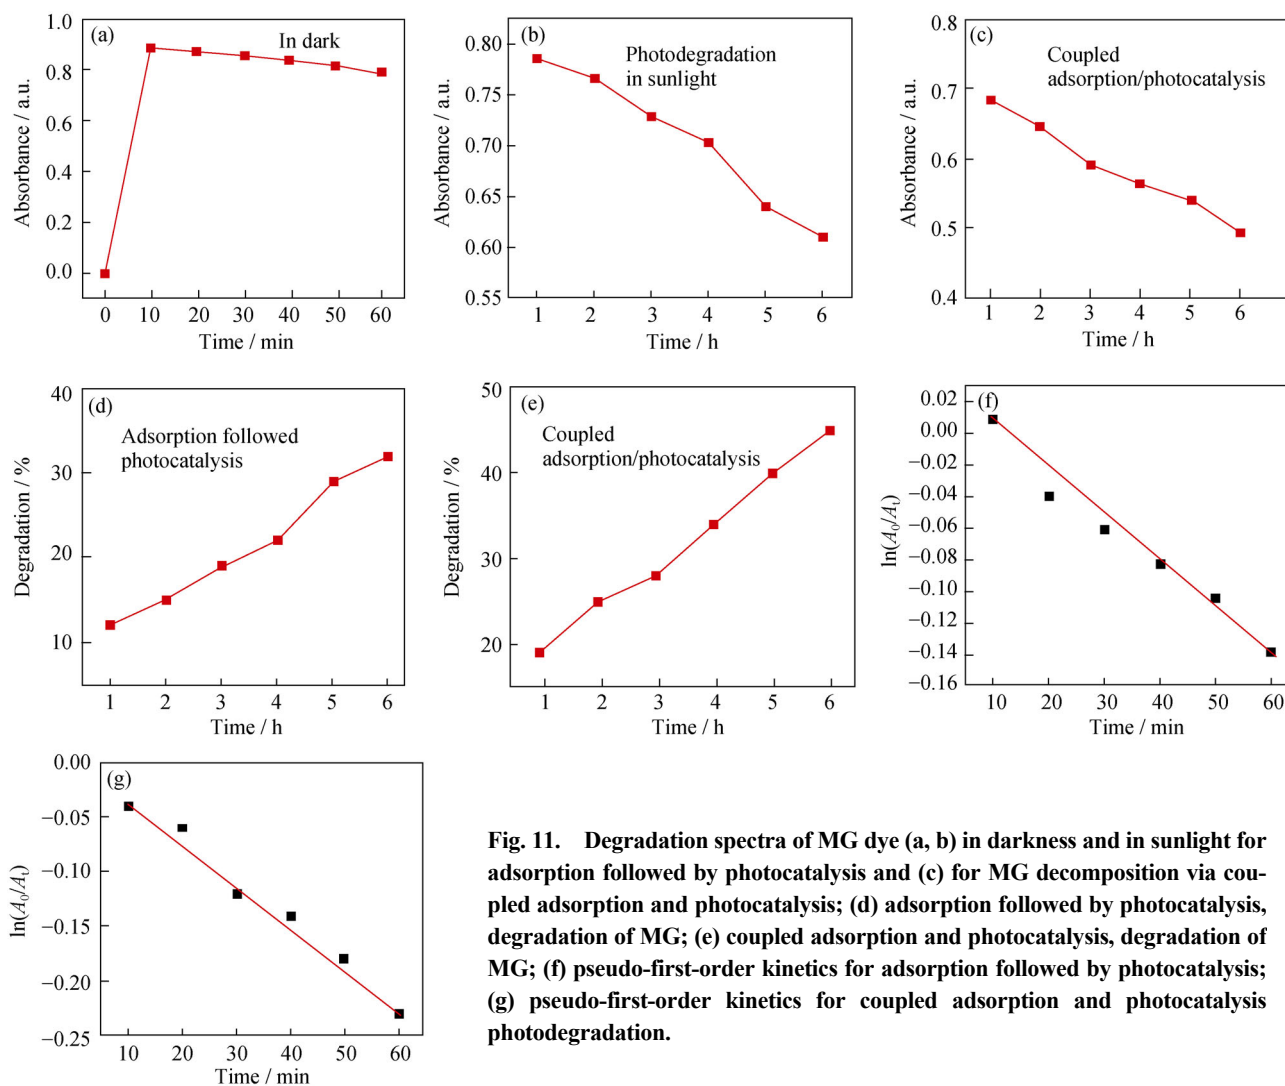 (a)
In dark
1.0
0.8
0.6
0.4
0.2
0.0
Absorbance / a.u.
0 10 20 30 40 50 60
Time / min
(b)
Photodegradation
in sunlight
0.80
0.75
0.70
0.65
0.60
0.55
Absorbance / a.u.
1 2 3 4 5 6
Time / h
(c)
Coupled
adsorption/photocatalysis
0.8
0.7
0.6
0.5
0.4
Absorbance / a.u.
1 2 3 4 5 6
Time / h
(d)
Adsorption followed
photocatalysis
40
30
20
10
Degradation / %
1 2 3 4 5 6
Time / h
(e)
Coupled
adsorption/photocatalysis
50
40
30
20
Degradation / %
1 2 3 4 5 6
Time / h
(f)
0.02
0.00
−0.02
−0.04
−0.06
−0.08
−0.10
−0.12
−0.14
−0.16
ln(A₀/Aₜ)
10 20 30 40 50 60
Time / min
(g)
0.00
−0.05
−0.10
−0.15
−0.20
−0.25
ln(A₀/Aₜ)
10 20 30 40 50 60
Time / min
Fig. 11. Degradation spectra of MG dye (a, b) in darkness and in sunlight for
adsorption followed by photocatalysis and (c) for MG decomposition via cou-
pled adsorption and photocatalysis; (d) adsorption followed by photocatalysis,
degradation of MG; (e) coupled adsorption and photocatalysis, degradation of
MG; (f) pseudo-first-order kinetics for adsorption followed by photocatalysis;
(g) pseudo-first-order kinetics for coupled adsorption and photocatalysis
photodegradation.